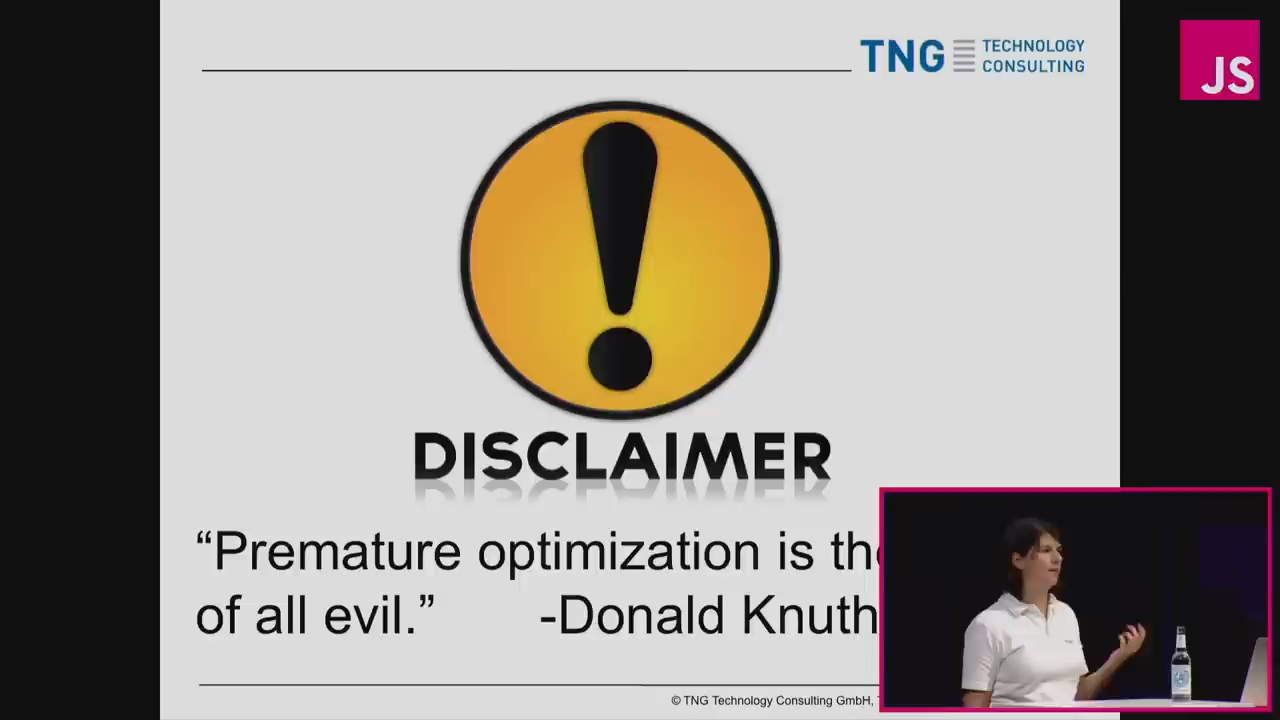 TNG TECHNOLOGY
CONSULTING
JS
DISCLAIMER
“Premature optimization is the
of all evil.” -Donald Knuth
© TNG Technology Consulting GmbH,